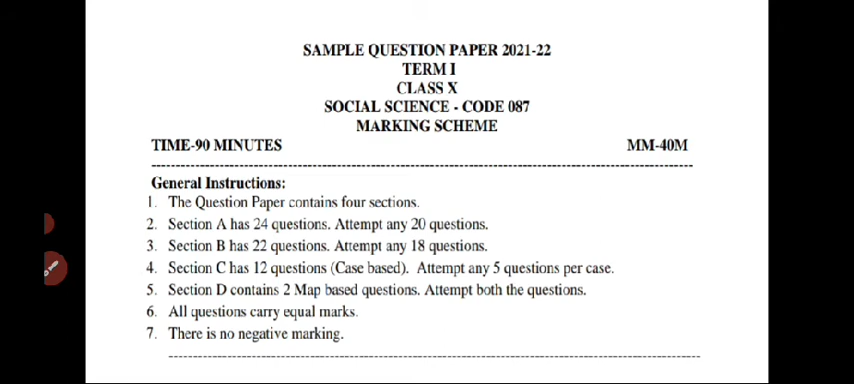 SAMPLE QUESTION PAPER 2021-22
TERM I
CLASS X
SOCIAL SCIENCE - CODE 087
MARKING SCHEME
TIME-90 MINUTES MM-40M
General Instructions:
1. The Question Paper contains four sections.
2. Section A has 24 questions. Attempt any 20 questions.
3. Section B has 22 questions. Attempt any 18 questions.
4. Section C has 12 questions (Case based). Attempt any 5 questions per case.
5. Section D contains 2 Map based questions. Attempt both the questions.
6. All questions carry equal marks.
7. There is no negative marking.